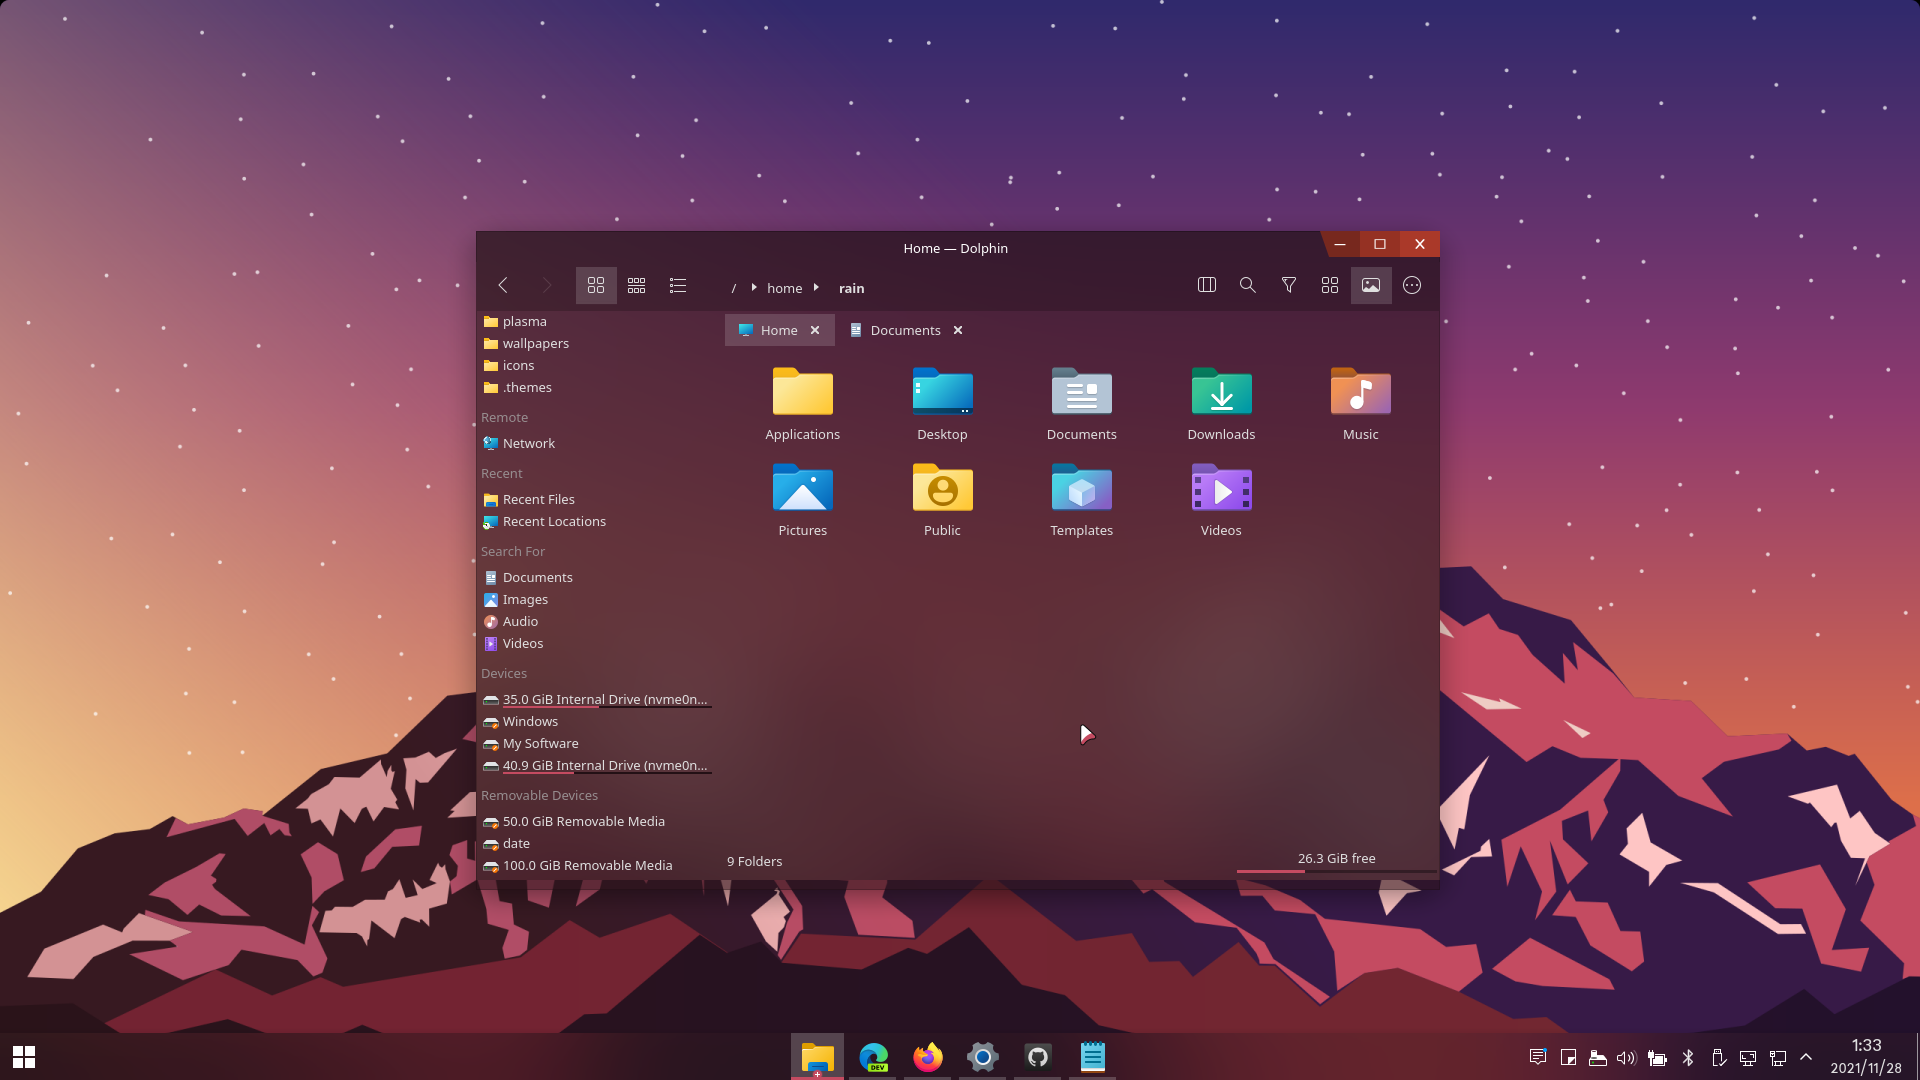 Home — Dolphin
/ home rain
plasma
wallpapers
icons
.themes
Remote
Network
Recent
Recent Files
Recent Locations
Search For
Documents
Images
Audio
Videos
Devices
35.0 GiB Internal Drive (nvme0n...
Windows
My Software
40.9 GiB Internal Drive (nvme0n...
Removable Devices
50.0 GiB Removable Media
date
100.0 GiB Removable Media
Home Documents
Applications Desktop Documents Downloads Music
Pictures Public Templates Videos
9 Folders
26.3 GiB free
DEV
1:33
2021/11/28